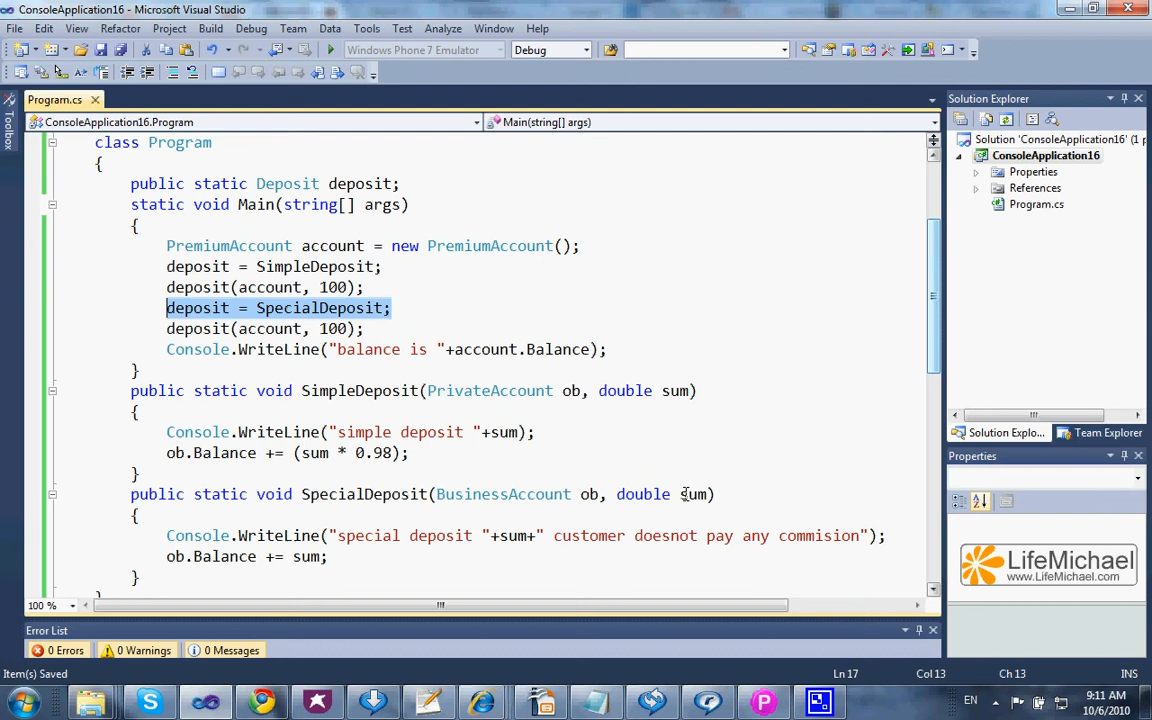 ConsoleApplication16 - Microsoft Visual Studio
File Edit View Refactor Project Build Debug Team Data Tools Test Analyze Window Help
Windows Phone 7 Emulator Debug
Program.cs
ConsoleApplication16.Program Main(string[] args)
Toolbox
class Program
{
public static Deposit deposit;
static void Main(string[] args)
{
PremiumAccount account = new PremiumAccount();
deposit = SimpleDeposit;
deposit(account, 100);
deposit = SpecialDeposit;
deposit(account, 100);
Console.WriteLine("balance is "+account.Balance);
}
public static void SimpleDeposit(PrivateAccount ob, double sum)
{
Console.WriteLine("simple deposit "+sum);
ob.Balance += (sum * 0.98);
}
public static void SpecialDeposit(BusinessAccount ob, double sum)
{
Console.WriteLine("special deposit "+sum+" customer doesnot pay any commision");
ob.Balance += sum;
}
100 %
Solution Explorer
Solution 'ConsoleApplication16' (1 p
ConsoleApplication16
Properties
References
Program.cs
Solution Explo... Team Explorer
Properties
LifeMichael
www.LifeMichael.com
Error List
0 Errors 0 Warnings 0 Messages
Item(s) Saved Ln 17 Col 13 Ch 13 INS
EN 9:11 AM
10/6/2010